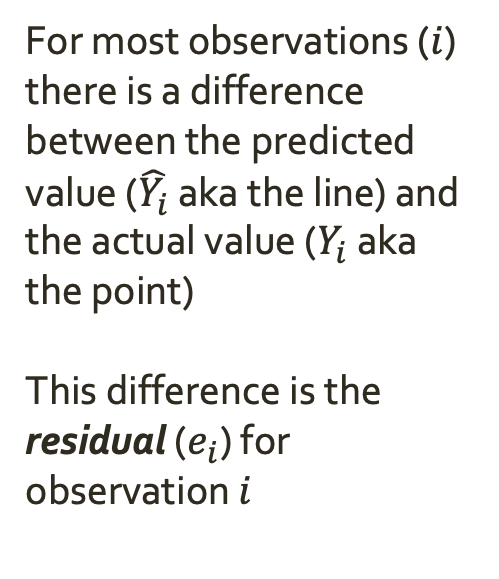 For most observations (i)
there is a difference
between the predicted
value (Ŷᵢ aka the line) and
the actual value (Yᵢ aka
the point)
This difference is the
residual (eᵢ) for
observation i